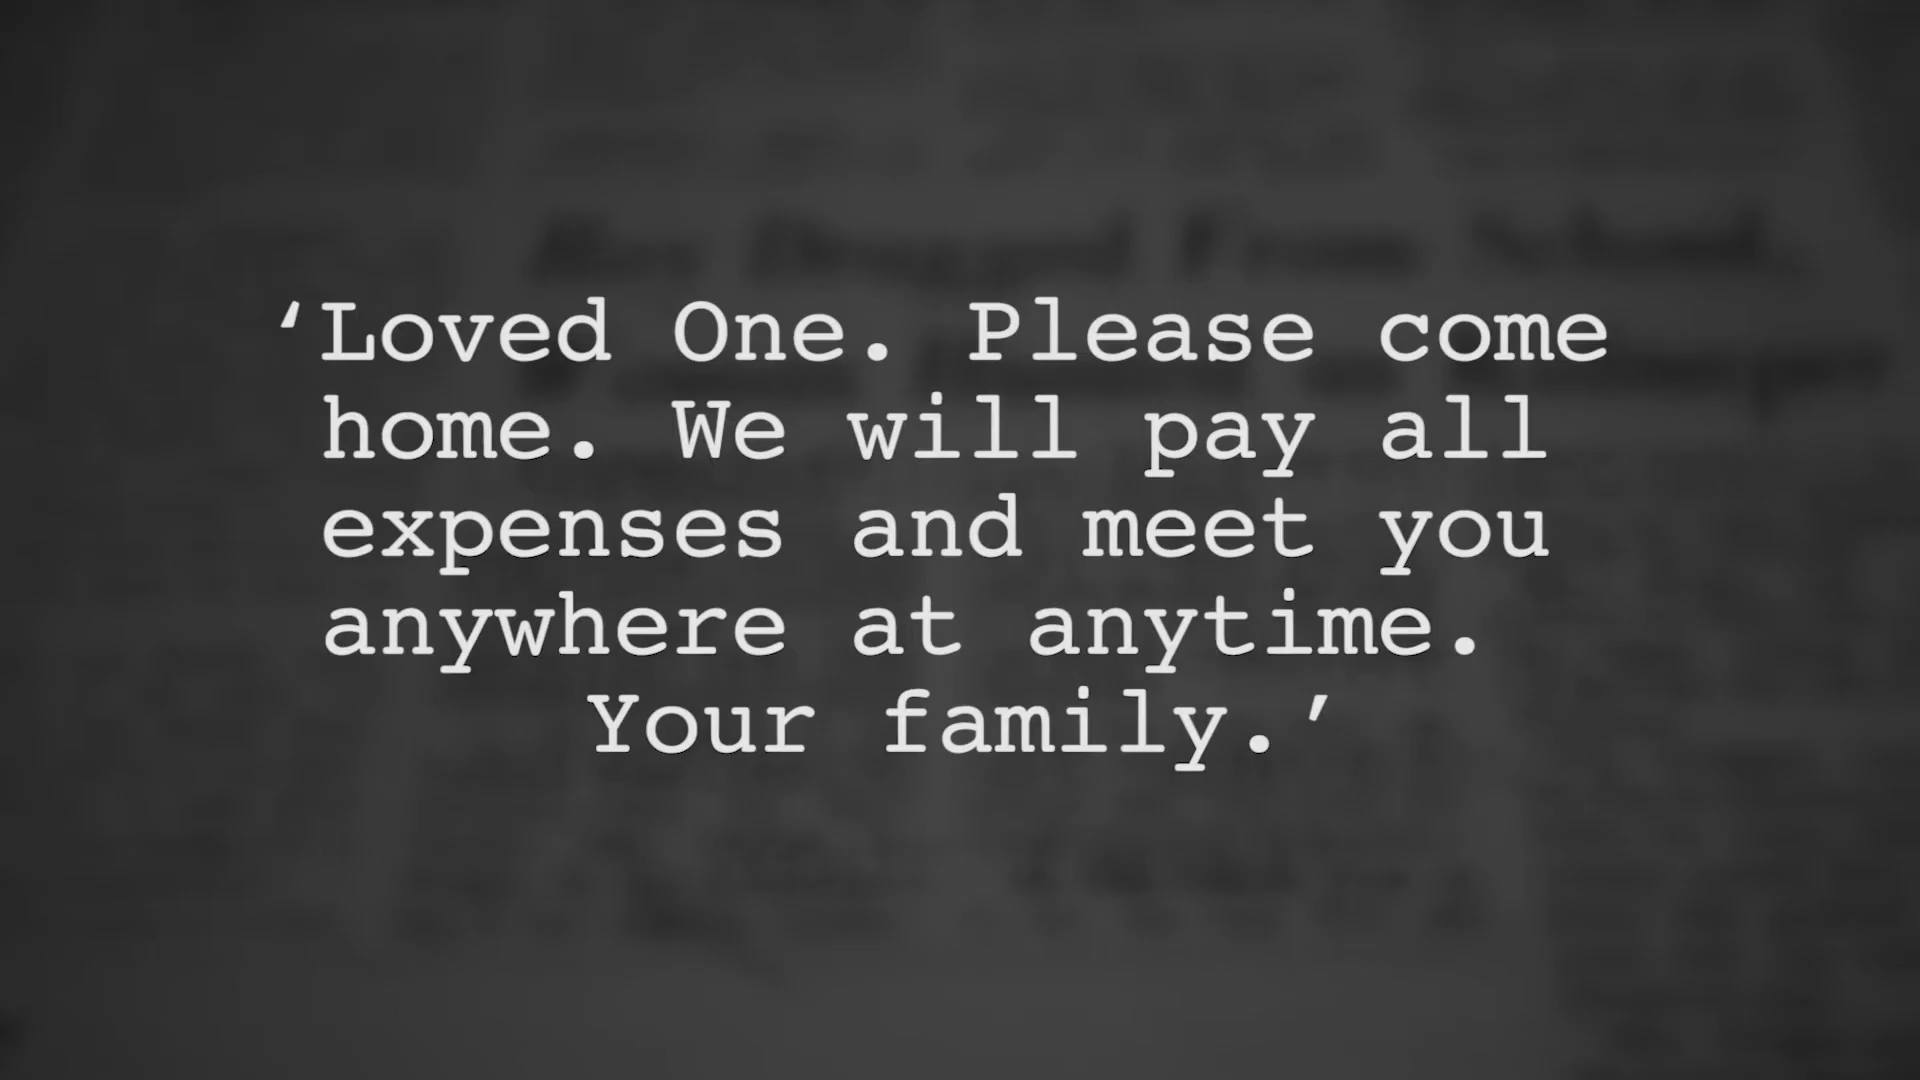 ‘Loved One. Please come
home. We will pay all
expenses and meet you
anywhere at anytime.
Your family.’